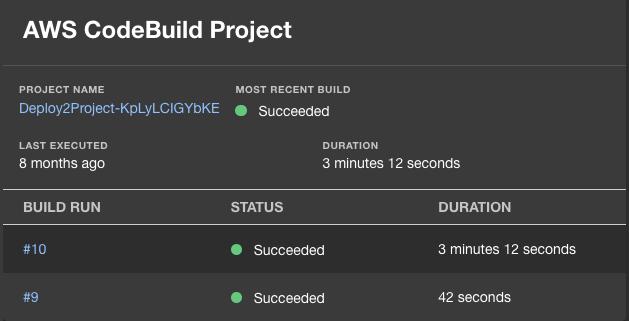 AWS CodeBuild Project
PROJECT NAME MOST RECENT BUILD
Deploy2Project-KpLyLCIGYbKE Succeeded
LAST EXECUTED DURATION
8 months ago 3 minutes 12 seconds
BUILD RUN STATUS DURATION
#10 Succeeded 3 minutes 12 seconds
#9 Succeeded 42 seconds